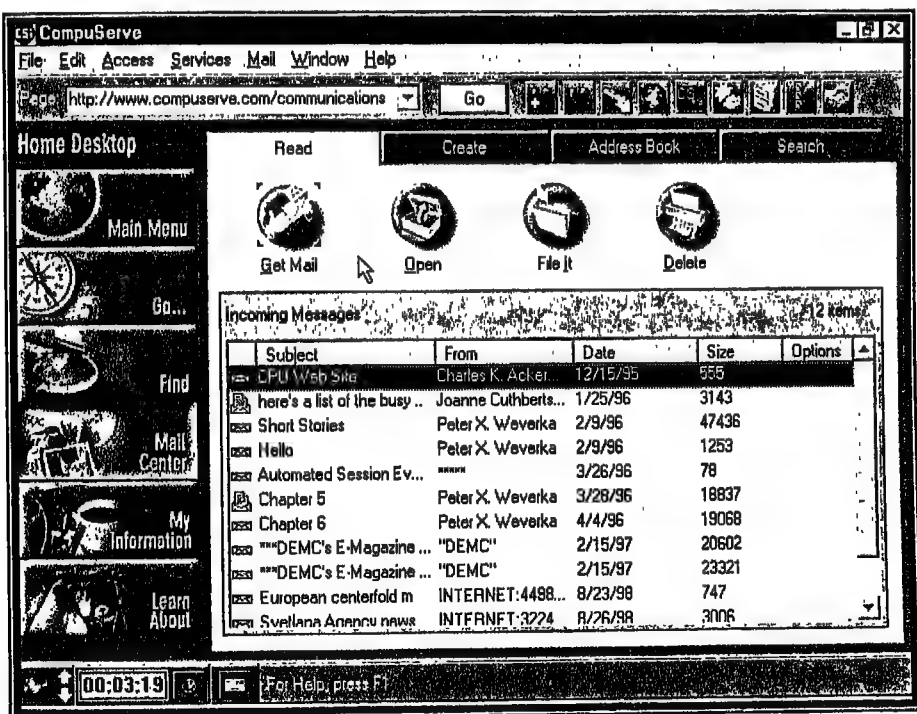 CompuServe
File Edit Access Services Mail Window Help
Page: http://www.compuserve.com/communications Go
Home Desktop Read Create Address Book Search
Main Menu
Go...
Find
Mail Center
My Information
Learn About
Get Mail Open File It Delete
Incoming Messages 12 items
Subject From Date Size Options
CPU Web Site Charles K. Acker... 12/15/95 555
here's a list of the busy .. Joanne Cuthberts... 1/25/96 3143
Short Stories Peter X. Weverka 2/9/96 47436
Hello Peter X. Weverka 2/9/96 1253
Automated Session Ev... ***** 3/26/96 78
Chapter 5 Peter X. Weverka 3/28/96 18837
Chapter 6 Peter X. Weverka 4/4/96 19068
***DEMC's E-Magazine ... "DEMC" 2/15/97 20602
***DEMC's E-Magazine ... "DEMC" 2/15/97 23321
European centerfold m INTERNET:4498... 8/23/98 747
Svetlana Agency news INTERNET:3224 8/26/98 3006
00:03:19 For Help, press F1